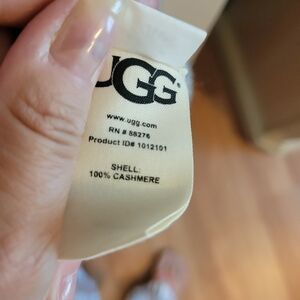 UGG
www.ugg.com
RN # 88276
Product ID# 1012101
SHELL:
100% CASHMERE